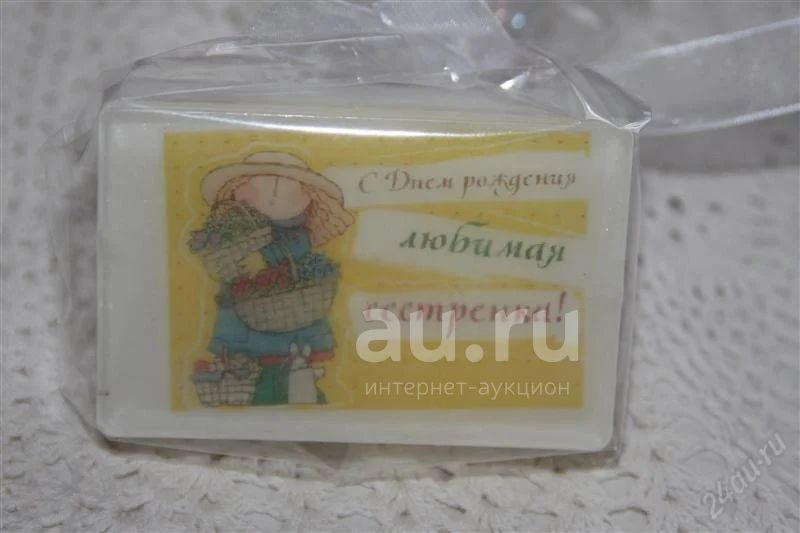 С Днем рождения
любимая
сестренка!
au.ru
интернет-аукцион
24au.ru